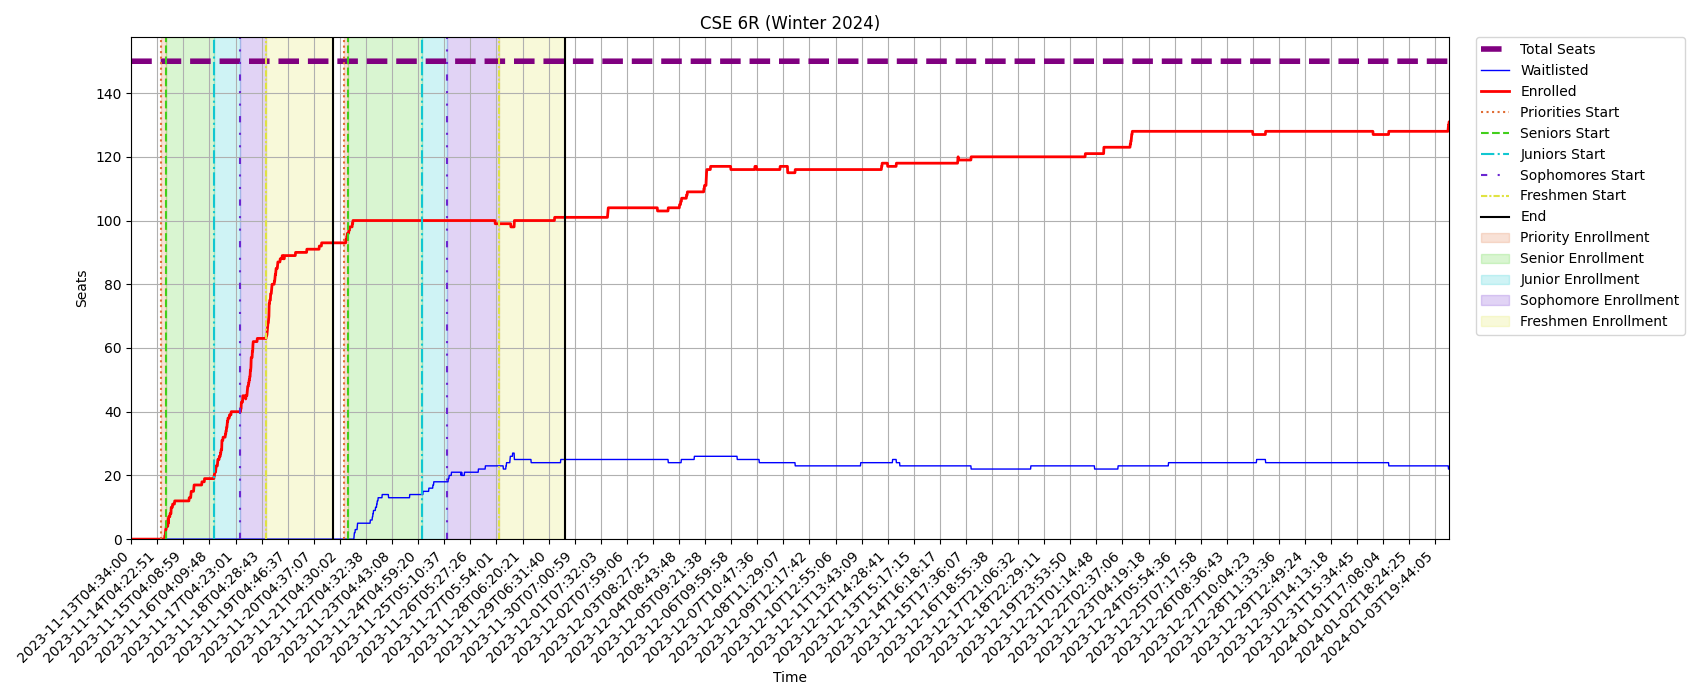 CSE 6R (Winter 2024)
Seats
140
120
100
80
60
40
20
0
2023-11-13T04:34:00
2023-11-14T04:22:51
2023-11-15T04:08:59
2023-11-16T04:09:48
2023-11-17T04:23:01
2023-11-18T04:28:43
2023-11-19T04:46:37
2023-11-20T04:37:07
2023-11-21T04:30:02
2023-11-22T04:32:38
2023-11-23T04:43:08
2023-11-24T04:59:20
2023-11-25T05:10:37
2023-11-26T05:27:26
2023-11-27T05:54:01
2023-11-28T06:20:21
2023-11-29T06:31:40
2023-11-30T07:00:59
2023-12-01T07:32:03
2023-12-02T07:59:06
2023-12-03T08:27:25
2023-12-04T08:43:48
2023-12-05T09:21:38
2023-12-06T09:59:58
2023-12-07T10:47:36
2023-12-08T11:29:07
2023-12-09T12:17:42
2023-12-10T12:55:06
2023-12-11T13:43:09
2023-12-12T14:28:41
2023-12-13T15:17:15
2023-12-14T16:18:17
2023-12-15T17:36:07
2023-12-16T18:55:38
2023-12-17T21:06:32
2023-12-18T22:29:11
2023-12-19T23:53:50
2023-12-21T01:14:48
2023-12-22T02:37:06
2023-12-23T04:19:18
2023-12-24T05:54:36
2023-12-25T07:17:58
2023-12-26T08:36:43
2023-12-27T10:04:23
2023-12-28T11:33:36
2023-12-29T12:49:24
2023-12-30T14:13:18
2023-12-31T15:34:45
2024-01-01T17:08:04
2024-01-02T18:24:25
2024-01-03T19:44:05
Time
Total Seats
Waitlisted
Enrolled
Priorities Start
Seniors Start
Juniors Start
Sophomores Start
Freshmen Start
End
Priority Enrollment
Senior Enrollment
Junior Enrollment
Sophomore Enrollment
Freshmen Enrollment